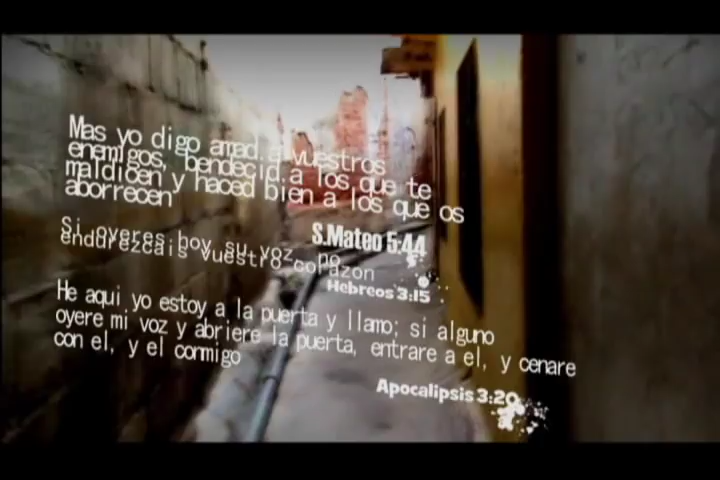 Mas yo digo amad a vuestros
enemigos, bendecid a los que te
maldicen y haced bien a los que os
aborrecen
S.Mateo 5:44
Si oyeres hoy su voz, no
endurezcais vuestro corazon
Hebreos 3:15
He aqui yo estoy a la puerta y llamo; si alguno
oyere mi voz y abriere la puerta, entrare a el, y cenare
con el, y el conmigo
Apocalipsis 3:20